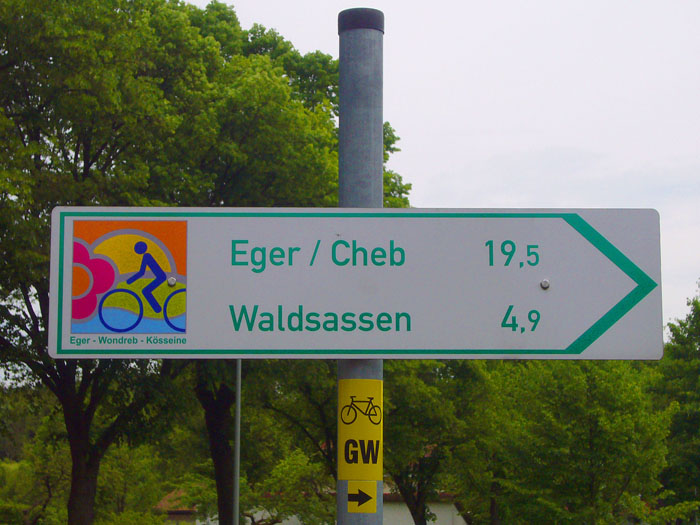 Eger / Cheb 19,5
Waldsassen 4,9
Eger - Wondreb - Kösseine
GW